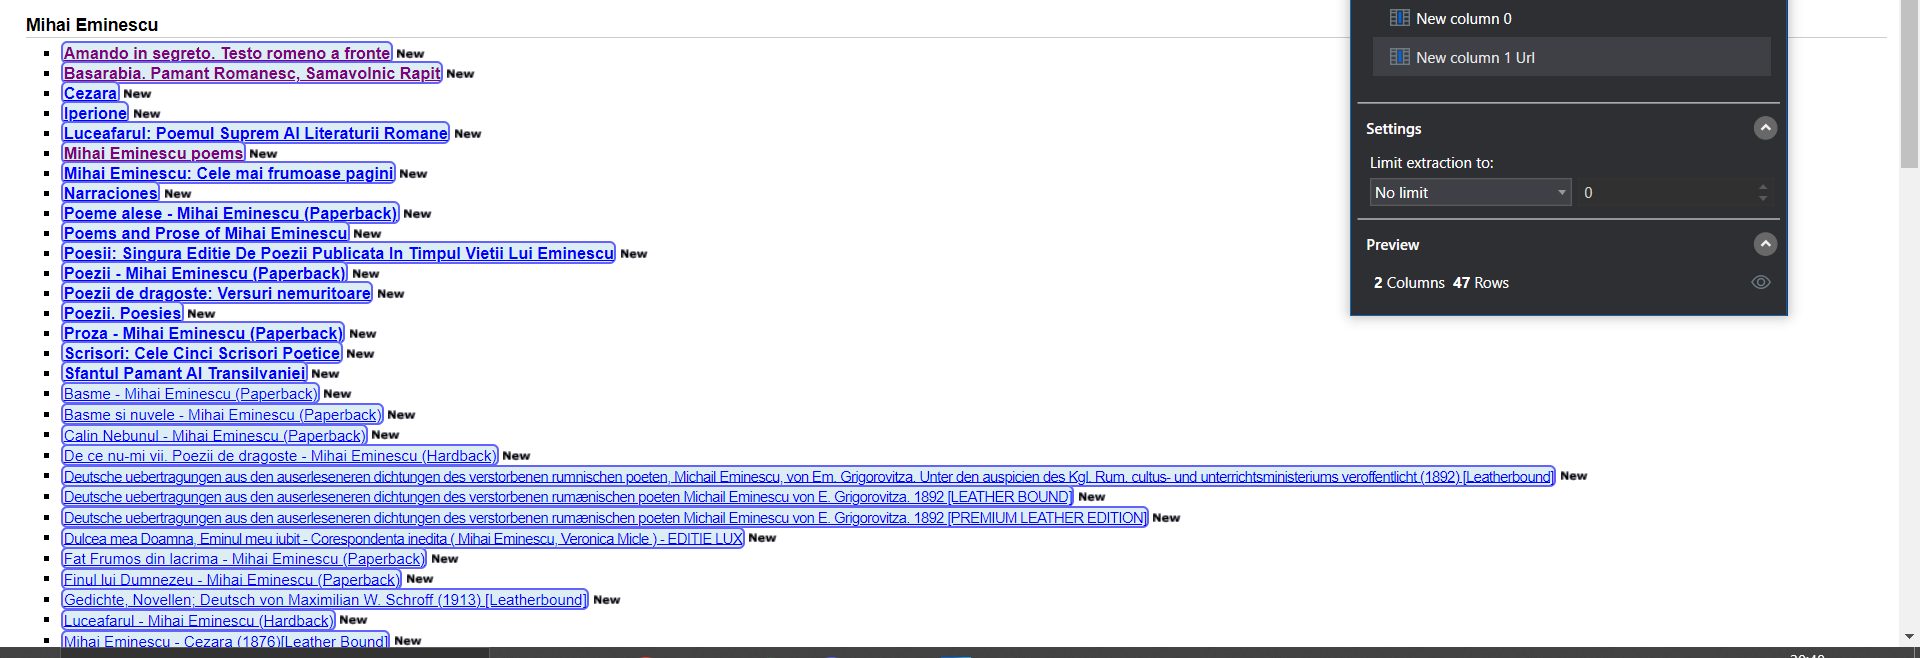 Mihai Eminescu
Amando in segreto. Testo romeno a fronte New
Basarabia. Pamant Romanesc, Samavolnic Rapit New
Cezara New
Iperione New
Luceafarul: Poemul Suprem Al Literaturii Romane New
Mihai Eminescu poems New
Mihai Eminescu: Cele mai frumoase pagini New
Narraciones New
Poeme alese - Mihai Eminescu (Paperback) New
Poems and Prose of Mihai Eminescu New
Poesii: Singura Editie De Poezii Publicata In Timpul Vietii Lui Eminescu New
Poezii - Mihai Eminescu (Paperback) New
Poezii de dragoste: Versuri nemuritoare New
Poezii. Poesies New
Proza - Mihai Eminescu (Paperback) New
Scrisori: Cele Cinci Scrisori Poetice New
Sfantul Pamant Al Transilvaniei New
Basme - Mihai Eminescu (Paperback) New
Basme si nuvele - Mihai Eminescu (Paperback) New
Calin Nebunul - Mihai Eminescu (Paperback) New
De ce nu-mi vii. Poezii de dragoste - Mihai Eminescu (Hardback) New
Deutsche uebertragungen aus den auserleseneren dichtungen des verstorbenen rumnischen poeten, Michail Eminescu, von Em. Grigorovitza. Unter den auspicien des Kgl. Rum. cultus- und unterrichtsministeriums veroffentlicht (1892) [Leatherbound] New
Deutsche uebertragungen aus den auserleseneren dichtungen des verstorbenen rumænischen poeten Michail Eminescu von E. Grigorovitza. 1892 [LEATHER BOUND] New
Deutsche uebertragungen aus den auserleseneren dichtungen des verstorbenen rumænischen poeten Michail Eminescu von E. Grigorovitza. 1892 [PREMIUM LEATHER EDITION] New
Dulcea mea Doamna, Eminul meu iubit - Corespondenta inedita ( Mihai Eminescu, Veronica Micle ) - EDITIE LUX New
Fat Frumos din lacrima - Mihai Eminescu (Paperback) New
Finul lui Dumnezeu - Mihai Eminescu (Paperback) New
Gedichte, Novellen; Deutsch von Maximilian W. Schroff (1913) [Leatherbound] New
Luceafarul - Mihai Eminescu (Hardback) New
Mihai Eminescu - Cezara (1876)[Leather Bound] New
New column 0
New column 1 Url
Settings
Limit extraction to:
No limit 0
Preview
2 Columns 47 Rows